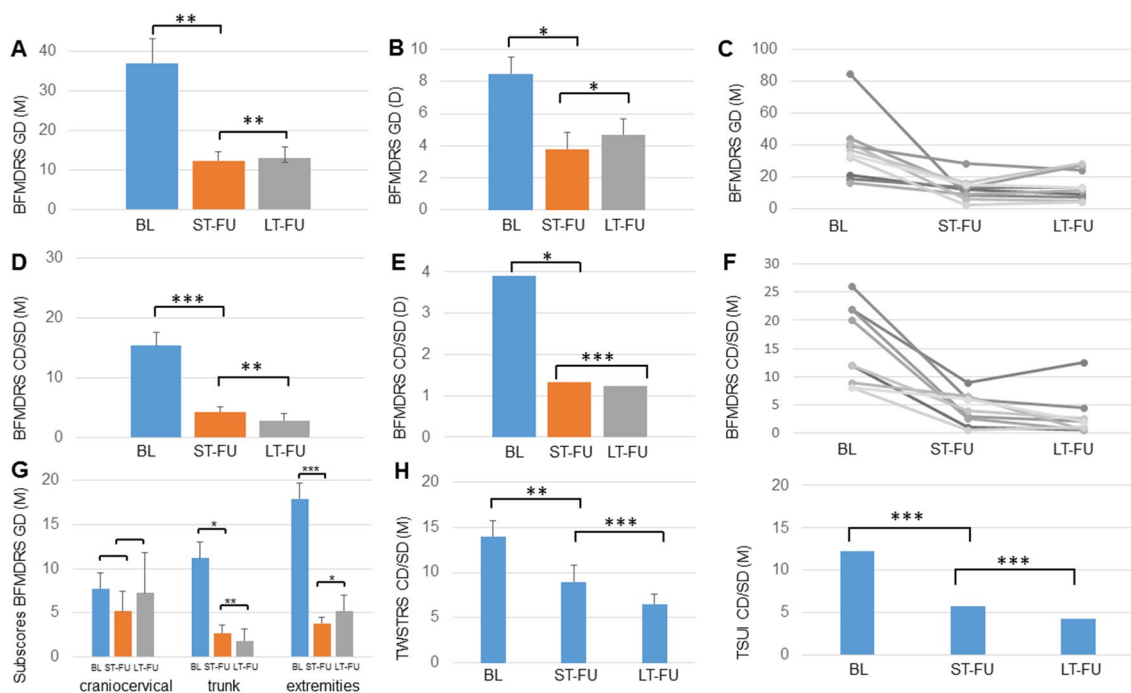 A
BFMDRS GD (M)
40
30
20
10
0
**
**
BL
ST-FU
LT-FU
B
BFMDRS GD (D)
10
8
6
4
2
0
*
*
BL
ST-FU
LT-FU
C
BFMDRS GD (M)
100
80
60
40
20
0
BL
ST-FU
LT-FU
D
BFMDRS CD/SD (M)
30
20
10
0
***
**
BL
ST-FU
LT-FU
E
BFMDRS CD/SD (D)
4
3
2
1
0
*
***
BL
ST-FU
LT-FU
F
BFMDRS CD/SD (M)
30
25
20
15
10
5
0
BL
ST-FU
LT-FU
G
Subscores BFMDRS GD (M)
20
15
10
5
0
*
**
***
*
BL ST-FU LT-FU
BL ST-FU LT-FU
BL ST-FU LT-FU
craniocervical
trunk
extremities
H
TWSTRS CD/SD (M)
20
15
10
5
0
**
***
BL
ST-FU
LT-FU
TSUI CD/SD (M)
15
10
5
0
***
***
BL
ST-FU
LT-FU